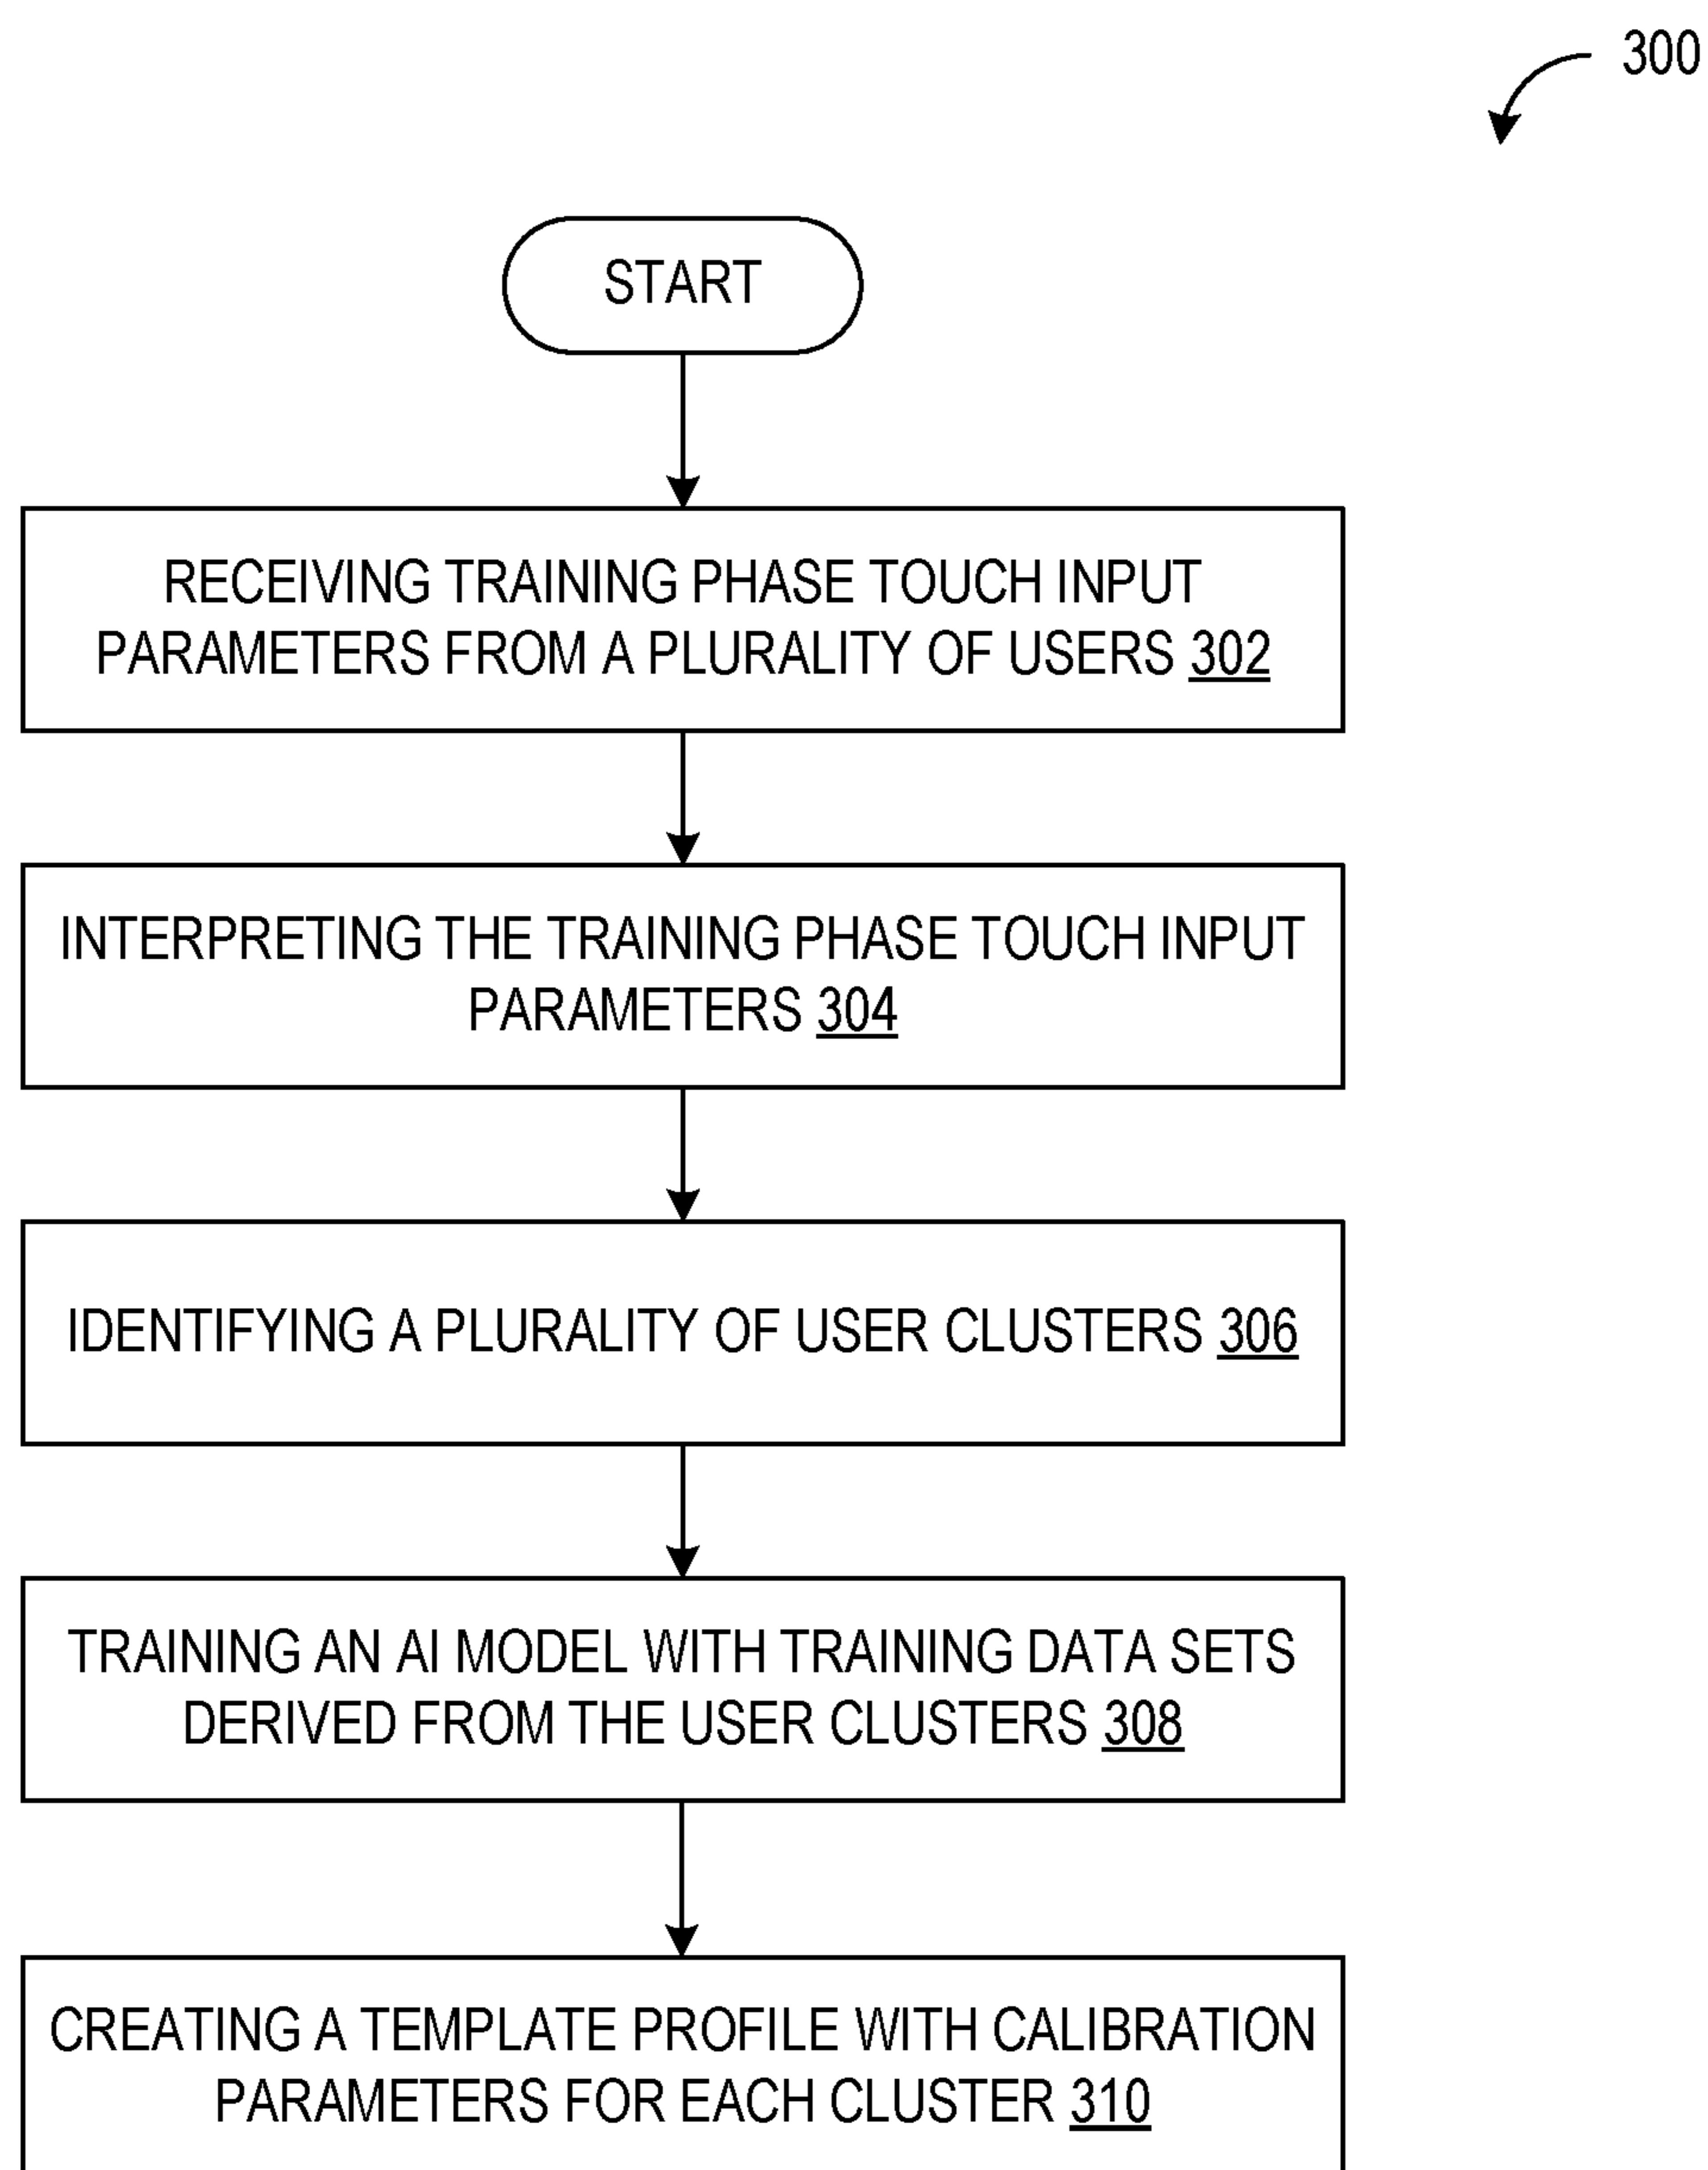 300
START
RECEIVING TRAINING PHASE TOUCH INPUT
PARAMETERS FROM A PLURALITY OF USERS 302
INTERPRETING THE TRAINING PHASE TOUCH INPUT
PARAMETERS 304
IDENTIFYING A PLURALITY OF USER CLUSTERS 306
TRAINING AN AI MODEL WITH TRAINING DATA SETS
DERIVED FROM THE USER CLUSTERS 308
CREATING A TEMPLATE PROFILE WITH CALIBRATION
PARAMETERS FOR EACH CLUSTER 310